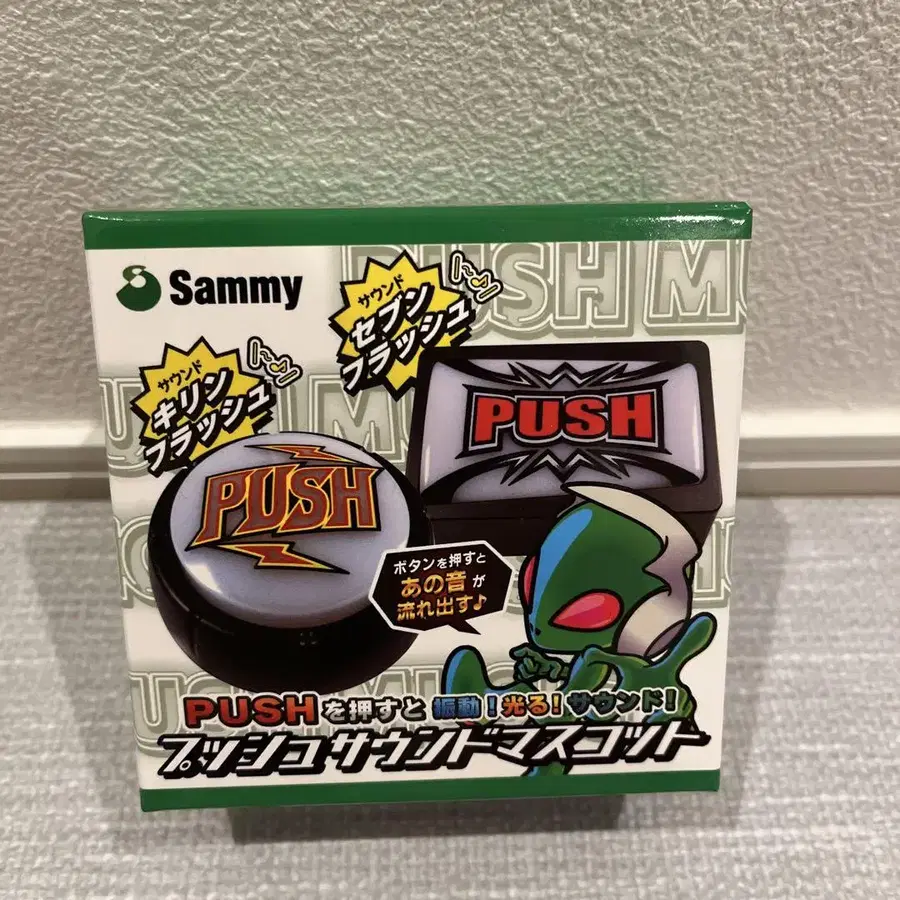 Sammy
サウンド
セブン
フラッシュ
サウンド
キリン
フラッシュ
PUSH
PUSH
ボタンを押すと
あの音が
流れ出す♪
PUSHを押すと振動!光る!サウンド!
プッシュサウンドマスコット